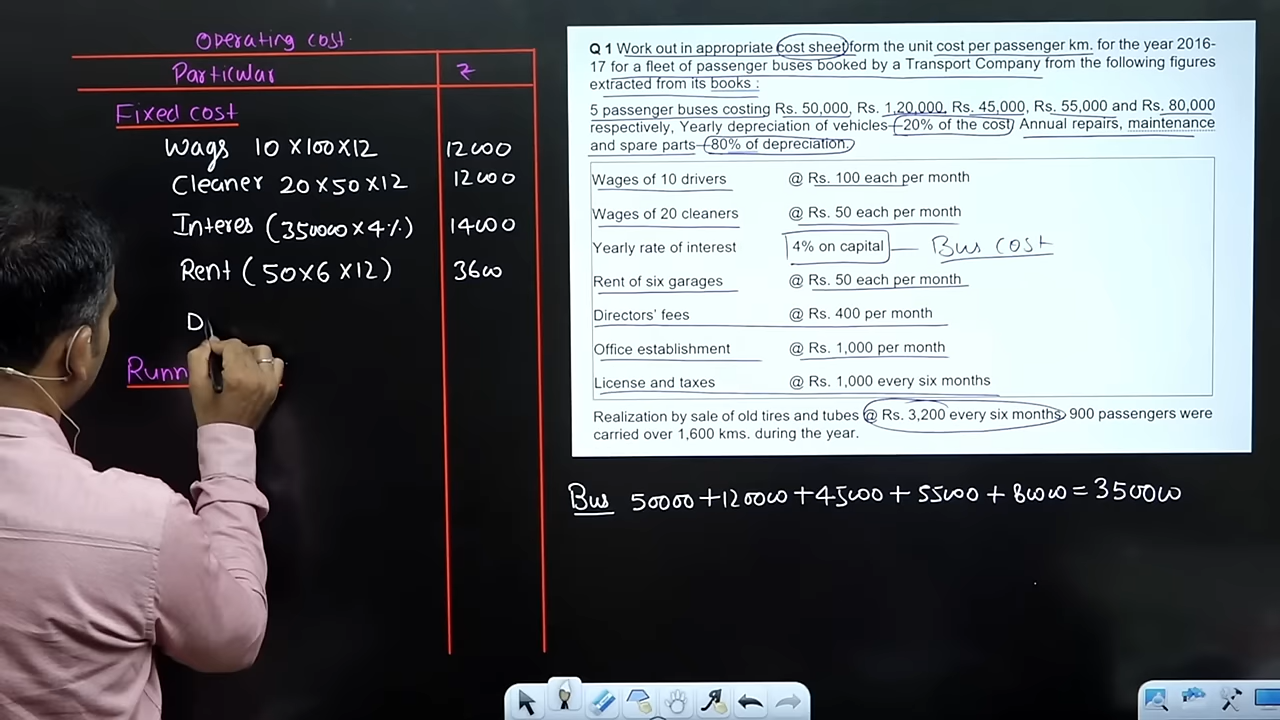 Operating cost.
Particular ₹
Fixed cost
Wags 10 x 100 x 12 12000
Cleaner 20 x 50 x 12 12000
Interes (350000 x 4%) 14000
Rent (50 x 6 x 12) 3600
D
Runn
Q 1 Work out in appropriate cost sheet form the unit cost per passenger km. for the year 2016-
17 for a fleet of passenger buses booked by a Transport Company from the following figures
extracted from its books :
5 passenger buses costing Rs. 50,000, Rs. 1,20,000, Rs. 45,000, Rs. 55,000 and Rs. 80,000
respectively, Yearly depreciation of vehicles-20% of the cost, Annual repairs, maintenance
and spare parts-80% of depreciation.
Wages of 10 drivers @ Rs. 100 each per month
Wages of 20 cleaners @ Rs. 50 each per month
Yearly rate of interest 4% on capital — Bus cost
Rent of six garages @ Rs. 50 each per month
Directors' fees @ Rs. 400 per month
Office establishment @ Rs. 1,000 per month
License and taxes @ Rs. 1,000 every six months
Realization by sale of old tires and tubes @ Rs. 3,200 every six months, 900 passengers were
carried over 1,600 kms. during the year.
Bus 50000 + 120000 + 45000 + 55000 + 80000 = 350000